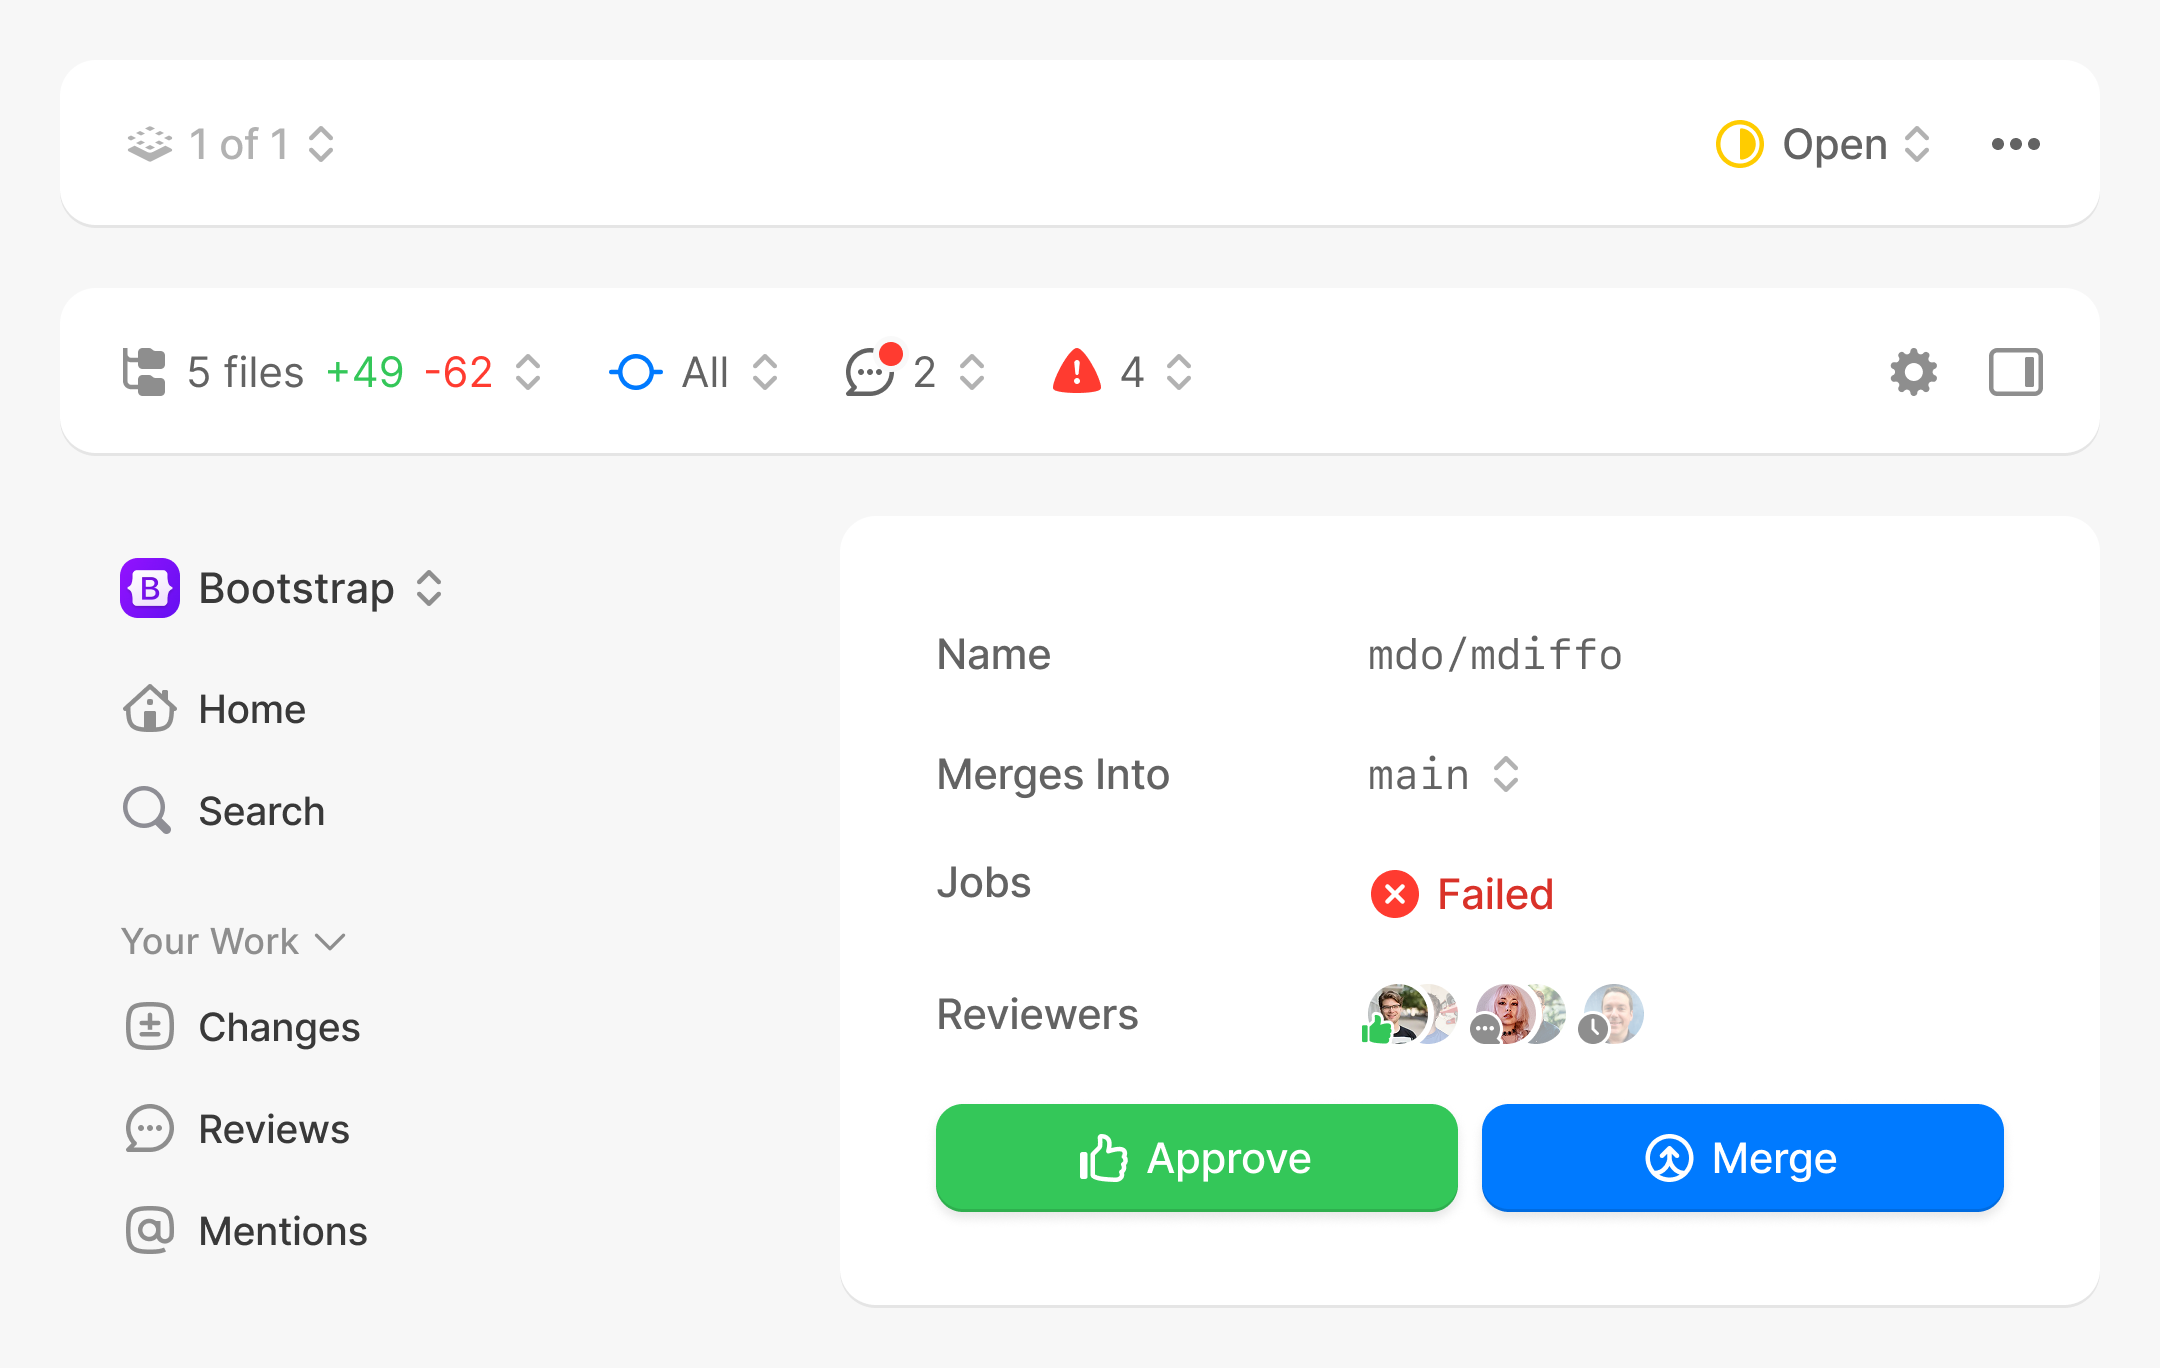 1 of 1 Open
5 files +49 -62 All 2 4
B Bootstrap
Home
Search
Your Work
Changes
Reviews
Mentions
Name mdo/mdiffo
Merges Into main
Jobs Failed
Reviewers
Approve Merge